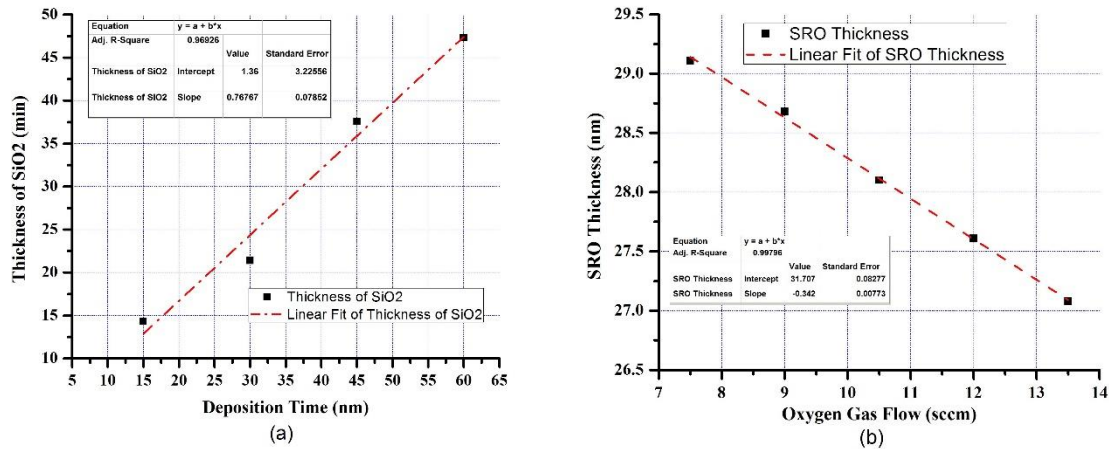 Equation y = a + b*x
Adj. R-Square 0.96926
Value Standard Error
Thickness of SiO2 Intercept 1.36 3.22556
Thickness of SIO2 Slope 0.76767 0.07852
50
45
40
35
30
25
20
15
10
Thickness of SiO2 (min)
Thickness of SiO2
Linear Fit of Thickness of SiO2
5 10 15 20 25 30 35 40 45 50 55 60 65
Deposition Time (nm)
(a)
29.5
29.0
28.5
28.0
27.5
27.0
26.5
SRO Thickness (nm)
SRO Thickness
Linear Fit of SRO Thickness
Equation y = a + b*x
Adj. R-Square 0.99796
Value Standard Error
SRO Thickness Intercept 31.707 0.08277
SRO Thickness Slope -0.342 0.00773
7 8 9 10 11 12 13 14
Oxygen Gas Flow (sccm)
(b)